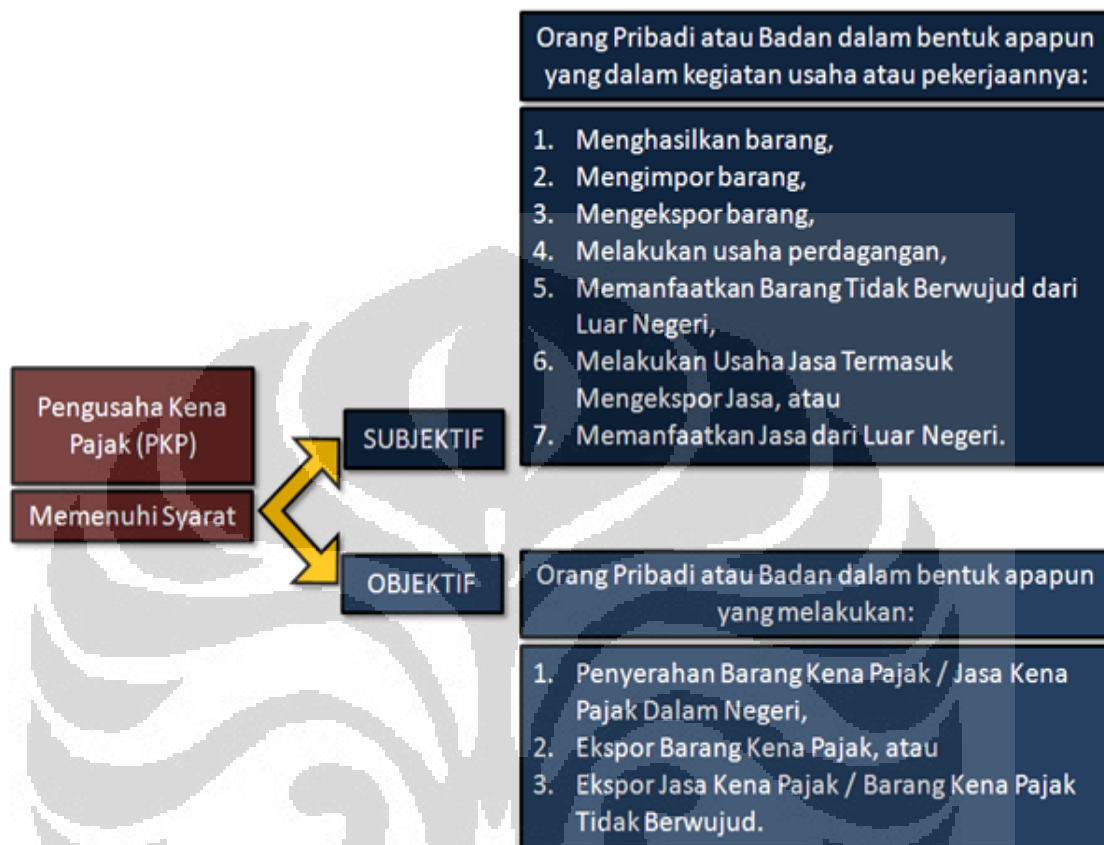 Orang Pribadi atau Badan dalam bentuk apapun
yang dalam kegiatan usaha atau pekerjaannya:
1. Menghasilkan barang,
2. Mengimpor barang,
3. Mengekspor barang,
4. Melakukan usaha perdagangan,
5. Memanfaatkan Barang Tidak Berwujud dari
Luar Negeri,
6. Melakukan Usaha Jasa Termasuk
Mengekspor Jasa, atau
7. Memanfaatkan Jasa dari Luar Negeri.
Pengusaha Kena
Pajak (PKP)
Memenuhi Syarat
SUBJEKTIF
OBJEKTIF
Orang Pribadi atau Badan dalam bentuk apapun
yang melakukan:
1. Penyerahan Barang Kena Pajak / Jasa Kena
Pajak Dalam Negeri,
2. Ekspor Barang Kena Pajak, atau
3. Ekspor Jasa Kena Pajak / Barang Kena Pajak
Tidak Berwujud.